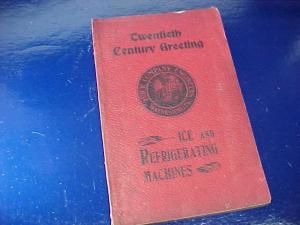 Twentieth
Century Greeting
ICE AND
REFRIGERATING
MACHINES